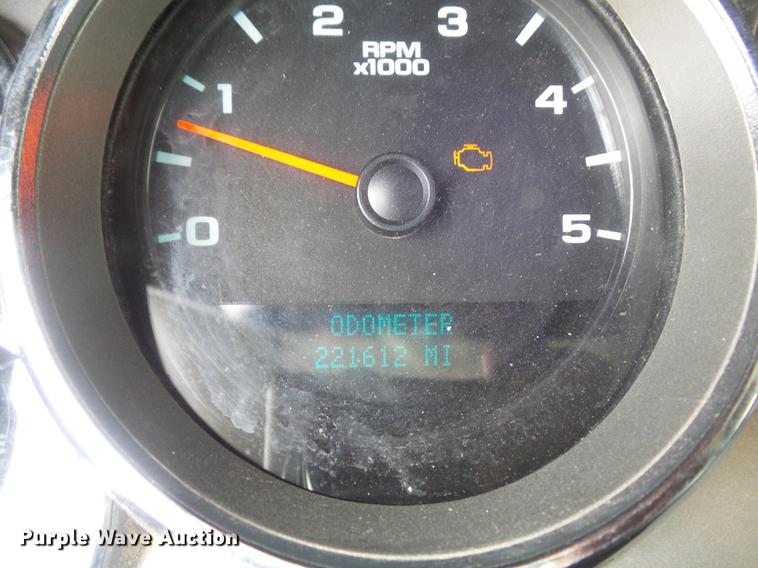 2 3
RPM
x1000
1 4
0 5
ODOMETER
221612 MI
Purple Wave Auction